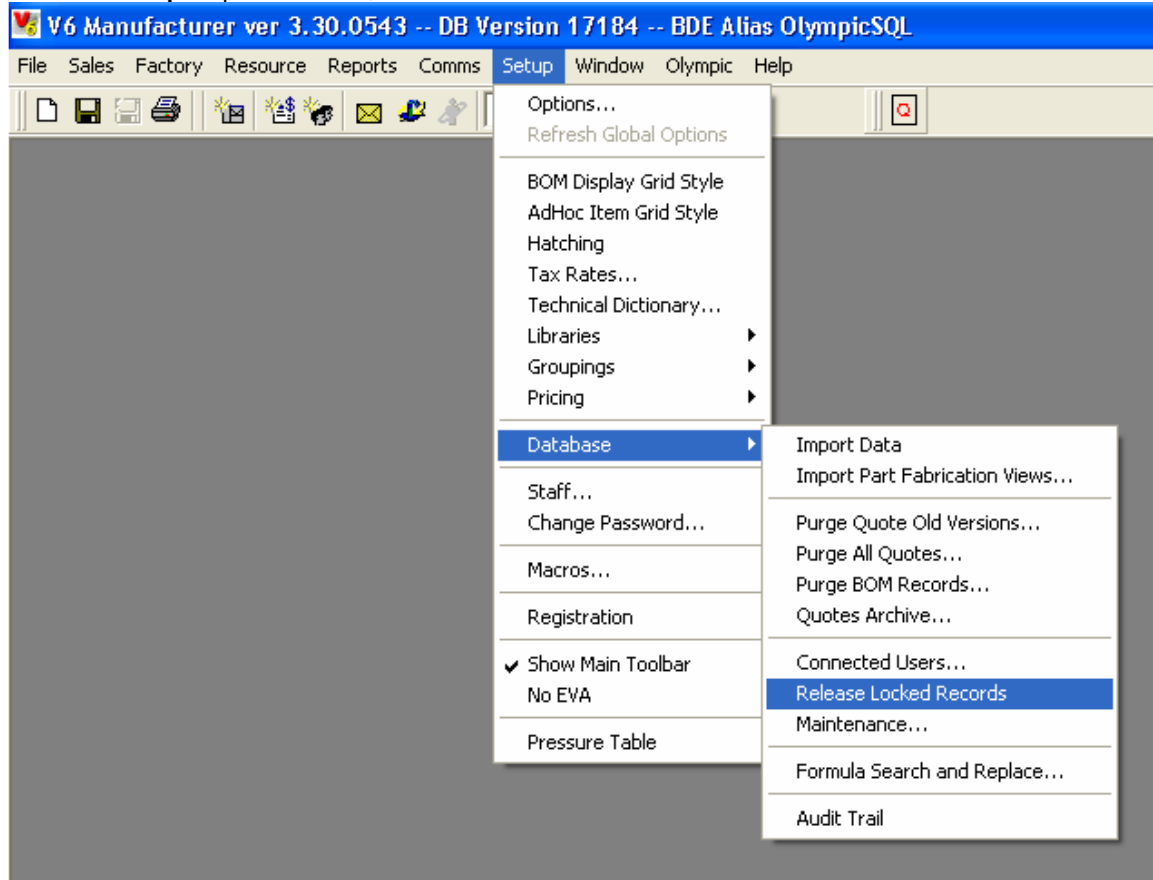 V6 Manufacturer ver 3.30.0543 -- DB Version 17184 -- BDE Alias OlympicSQL
File Sales Factory Resource Reports Comms Setup Window Olympic Help
Options...
Refresh Global Options
BOM Display Grid Style
AdHoc Item Grid Style
Hatching
Tax Rates...
Technical Dictionary...
Libraries
Groupings
Pricing
Database
Staff...
Change Password...
Macros...
Registration
Show Main Toolbar
No EVA
Pressure Table
Import Data
Import Part Fabrication Views...
Purge Quote Old Versions...
Purge All Quotes...
Purge BOM Records...
Quotes Archive...
Connected Users...
Release Locked Records
Maintenance...
Formula Search and Replace...
Audit Trail